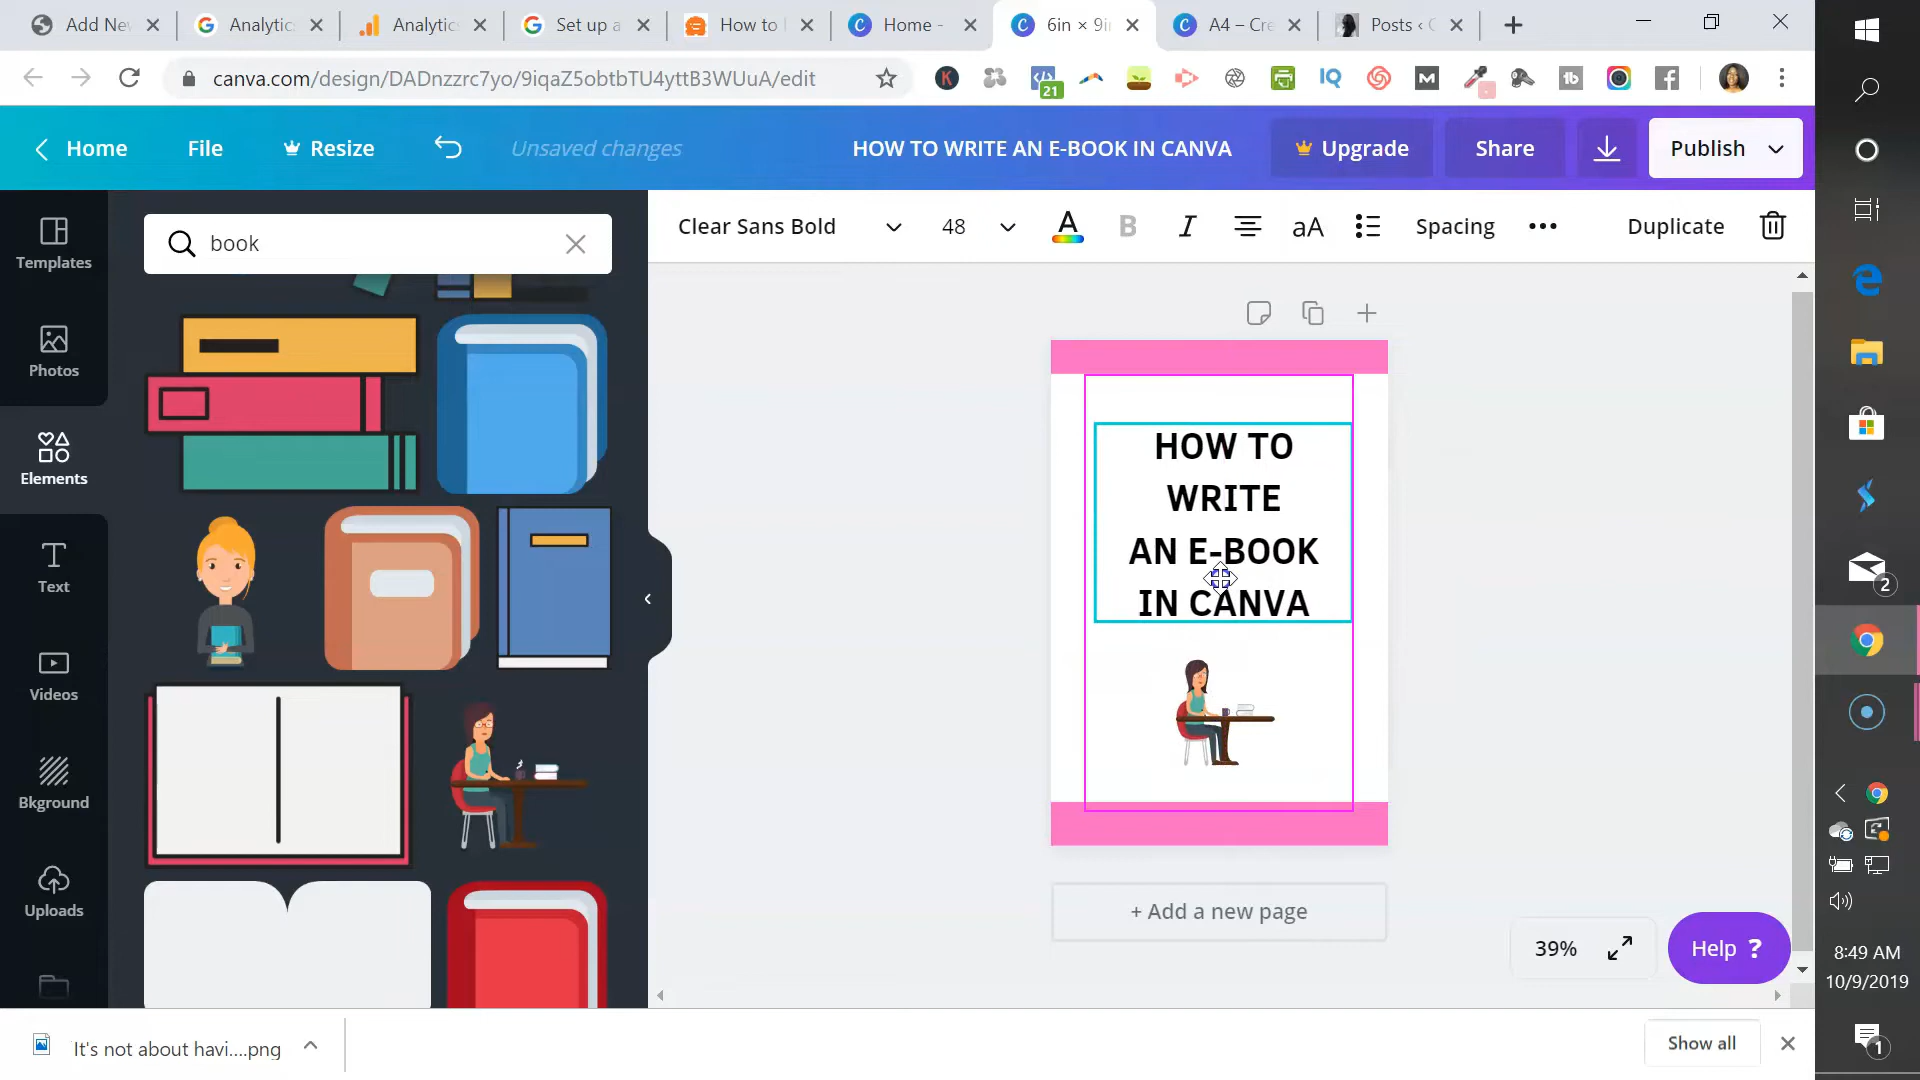 Add Ne
Analytic
Analytic
Set up a
How to
Home -
6in × 9i
A4 – Cre
Posts ‹
canva.com/design/DADnzzrc7yo/9iqaZ5obtbTU4yttB3WUuA/edit
21
Home
File
Resize
Unsaved changes
HOW TO WRITE AN E-BOOK IN CANVA
Upgrade
Share
Publish
book
Clear Sans Bold
48
A
B
I
aA
Spacing
Duplicate
Templates
Photos
Elements
Text
Videos
Bkground
Uploads
HOW TO
WRITE
AN E-BOOK
IN CANVA
+ Add a new page
39%
Help ?
It's not about havi....png
Show all
2
8:49 AM
10/9/2019
1